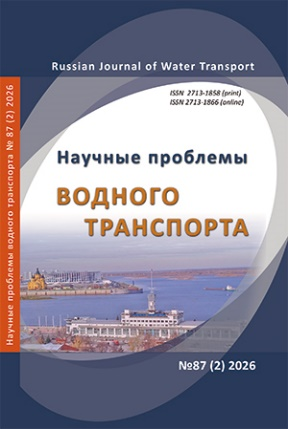 Russian Journal of Water Transport
ISSN 2713-1858 (print)
ISSN 2713-1866 (online)
Научные проблемы
ВОДНОГО
ТРАНСПОРТА
№87 (2) 2026
Научные проблемы водного транспорта № 87 (2) 2026